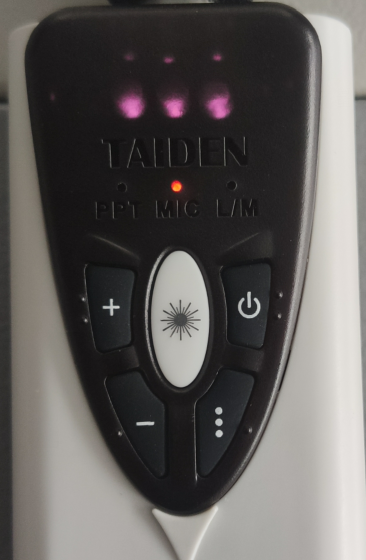 TAIDEN
PPT MIC L/M
+
−